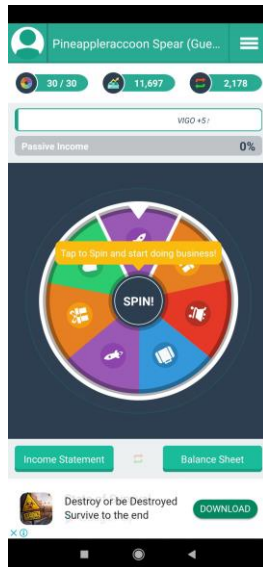 Pineappleraccoon Spear (Gue...
30 / 30
11,697
2,178
VIGO +5
Passive Income
0%
Tap to Spin and start doing business!
SPIN!
Income Statement
Balance Sheet
Destroy or be Destroyed
Survive to the end
DOWNLOAD